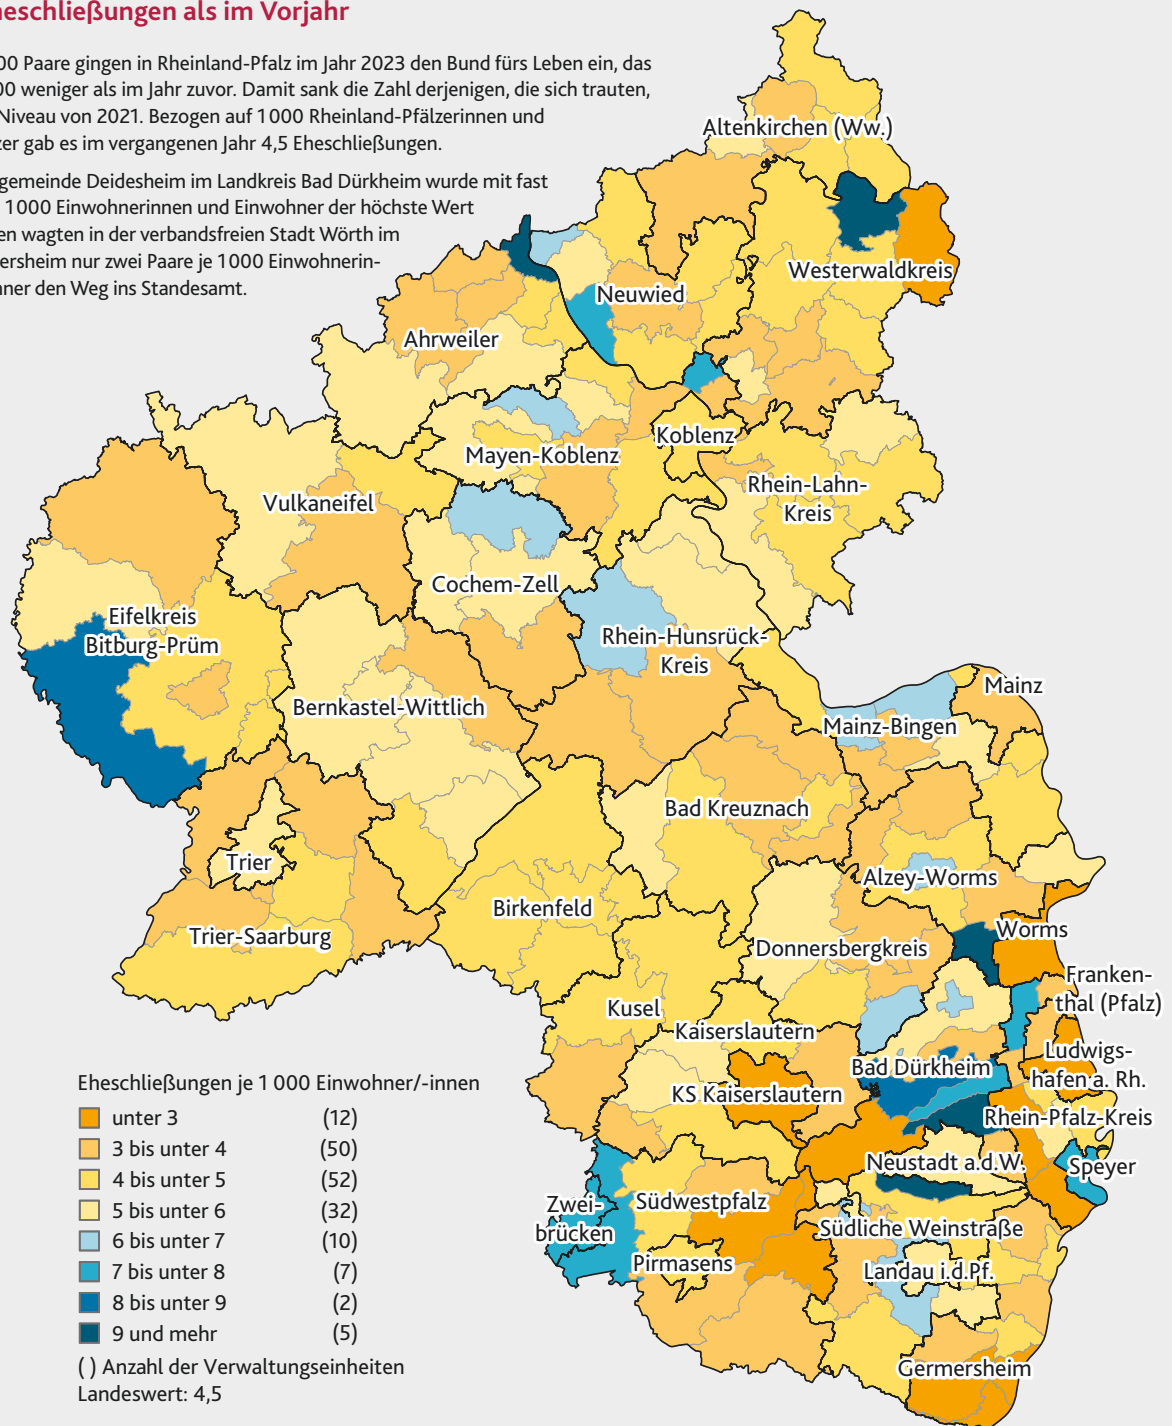 eschließungen als im Vorjahr
00 Paare gingen in Rheinland-Pfalz im Jahr 2023 den Bund fürs Leben ein, das
00 weniger als im Jahr zuvor. Damit sank die Zahl derjenigen, die sich trauten,
Niveau von 2021. Bezogen auf 1 000 Rheinland-Pfälzerinnen und
zer gab es im vergangenen Jahr 4,5 Eheschließungen.
gemeinde Deidesheim im Landkreis Bad Dürkheim wurde mit fast
1000 Einwohnerinnen und Einwohner der höchste Wert
en wagten in der verbandsfreien Stadt Wörth im
ersheim nur zwei Paare je 1000 Einwohnerin-
ner den Weg ins Standesamt.
Altenkirchen (Ww.)
Westerwaldkreis
Neuwied
Ahrweiler
Koblenz
Mayen-Koblenz
Rhein-Lahn-
Kreis
Vulkaneifel
Cochem-Zell
Eifelkreis
Bitburg-Prüm
Rhein-Hunsrück-
Kreis
Mainz
Bernkastel-Wittlich
Mainz-Bingen
Bad Kreuznach
Trier
Alzey-Worms
Birkenfeld
Worms
Trier-Saarburg
Donnersbergkreis
Franken-
thal (Pfalz)
Kusel
Kaiserslautern
Ludwigs-
hafen a. Rh.
Bad Dürkheim
KS Kaiserslautern
Rhein-Pfalz-Kreis
Neustadt a.d.W.
Speyer
Zwei-
brücken
Südwestpfalz
Südliche Weinstraße
Pirmasens
Landau i.d.Pf.
Germersheim
Eheschließungen je 1 000 Einwohner/-innen
unter 3 (12)
3 bis unter 4 (50)
4 bis unter 5 (52)
5 bis unter 6 (32)
6 bis unter 7 (10)
7 bis unter 8 (7)
8 bis unter 9 (2)
9 und mehr (5)
( ) Anzahl der Verwaltungseinheiten
Landeswert: 4,5